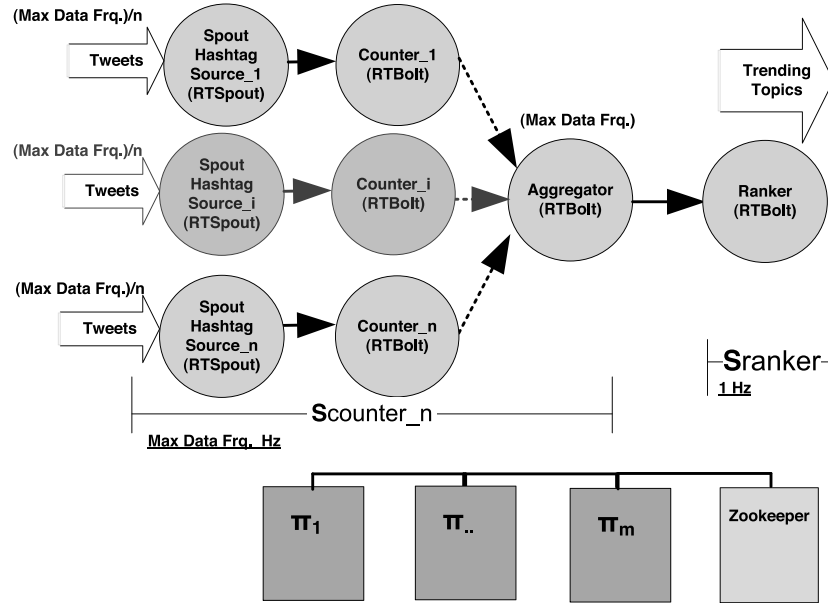 (Max Data Frq.)/n
Tweets
Spout
Hashtag
Source_1
(RTSpout)
Counter_1
(RTBolt)
Trending
Topics
(Max Data Frq.)/n
Tweets
Spout
Hashtag
Source_i
(RTSpout)
Counter_i
(RTBolt)
(Max Data Frq.)
Aggregator
(RTBolt)
Ranker
(RTBolt)
(Max Data Frq.)/n
Tweets
Spout
Hashtag
Source_n
(RTSpout)
Counter_n
(RTBolt)
Sranker
1 Hz
Scounter_n
Max Data Frq. Hz
π1
π..
πm
Zookeeper